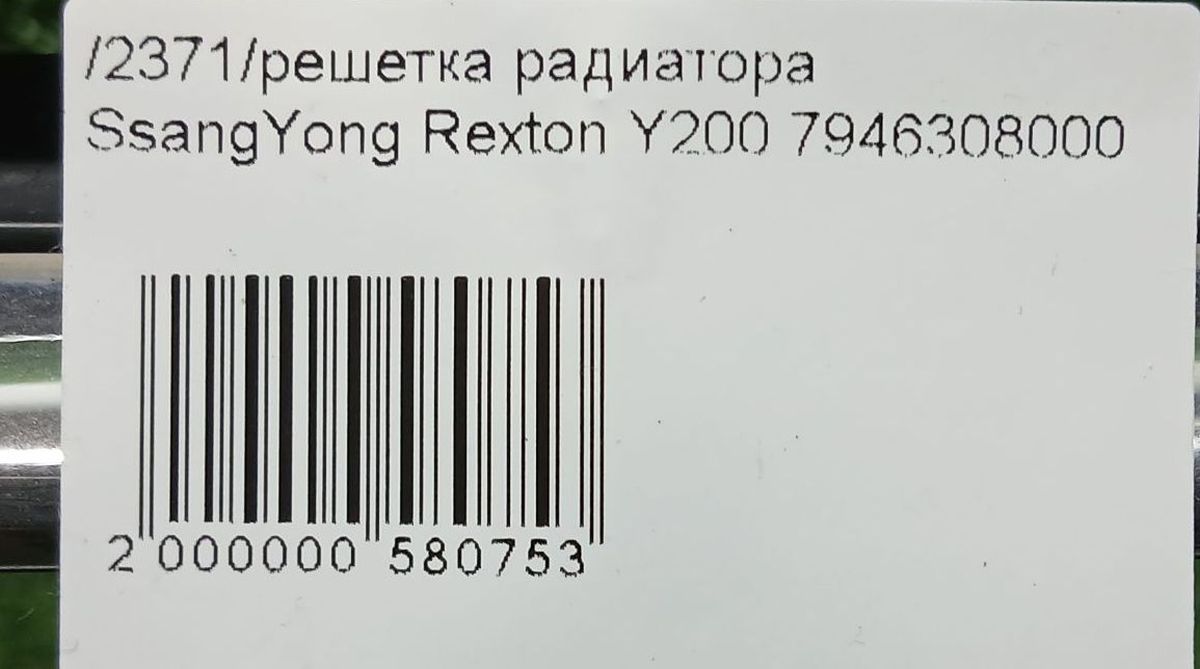 /2371/решетка радиатора
SsangYong Rexton Y200 7946308000
2 000000 580753